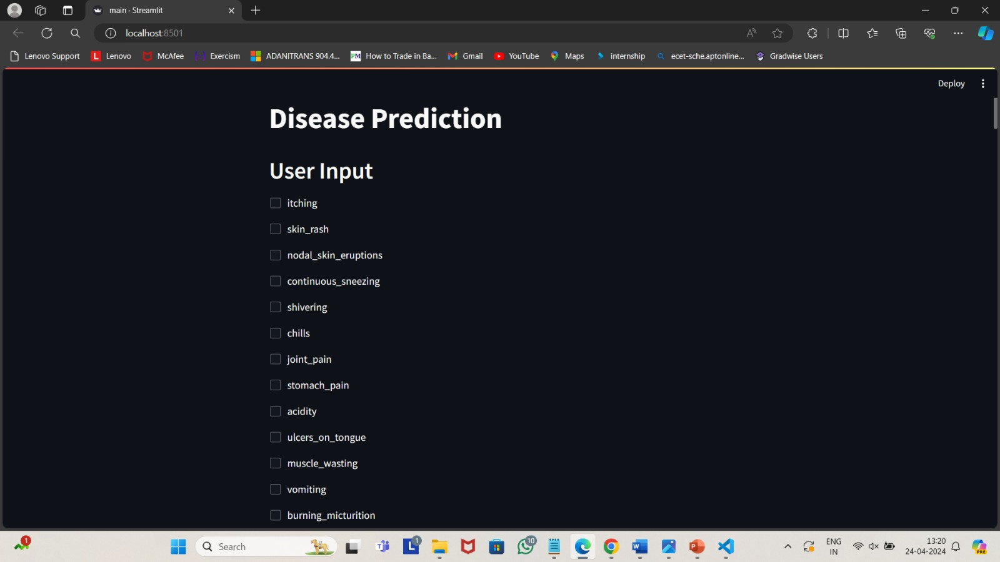 main · Streamlit
localhost:8501
Lenovo Support L Lenovo McAfee Exercism ADANITRANS 904.4... PM How to Trade in Ba... Gmail YouTube Maps internship ecet-sche.aptonline... Gradwise Users
Deploy
Disease Prediction
User Input
itching
skin_rash
nodal_skin_eruptions
continuous_sneezing
shivering
chills
joint_pain
stomach_pain
acidity
ulcers_on_tongue
muscle_wasting
vomiting
burning_micturition
1
Search
1
10
ENG
IN
13:20
24-04-2024
PRE